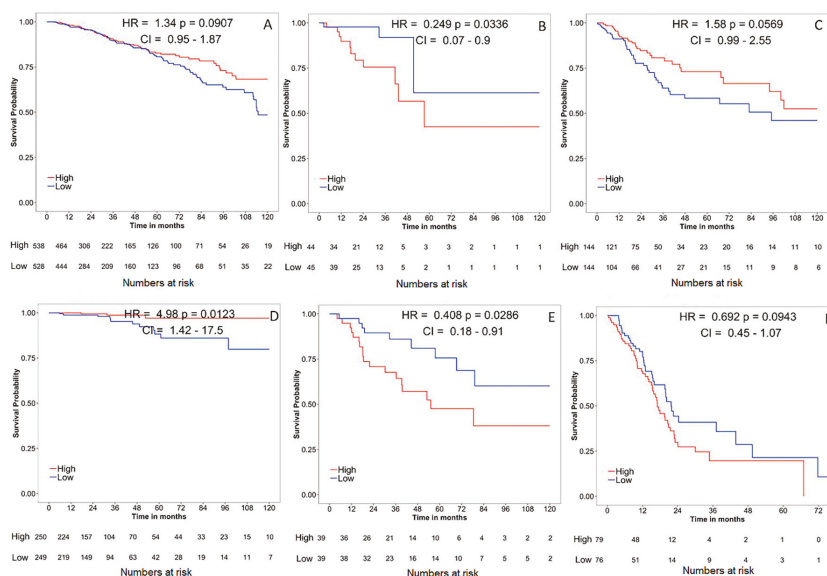 HR = 1.34 p = 0.0907
CI = 0.95 - 1.87
A
1.00
0.75
0.50
0.25
0.00
Survival Probability
High
Low
0 12 24 36 48 60 72 84 96 108 120
Time in months
High 538 464 306 222 165 126 100 71 54 26 19
Low 528 444 284 209 160 123 96 68 51 35 22
Numbers at risk
HR = 0.249 p = 0.0336
CI = 0.07 - 0.9
B
1.00
0.75
0.50
0.25
0.00
Survival Probability
High
Low
0 12 24 36 48 60 72 84 96 108 120
Time in months
High 44 34 21 12 5 3 3 2 1 1 1
Low 45 39 25 13 5 2 1 1 1 1 1
Numbers at risk
HR = 1.58 p = 0.0569
CI = 0.99 - 2.55
C
1.00
0.75
0.50
0.25
0.00
Survival Probability
High
Low
0 12 24 36 48 60 72 84 96 108 120
Time in months
High 144 121 75 50 34 23 20 16 14 11 10
Low 144 104 66 41 27 21 15 11 9 8 6
Numbers at risk
HR = 4.98 p = 0.0123
CI = 1.42 - 17.5
D
1.00
0.75
0.50
0.25
0.00
Survival Probability
High
Low
0 12 24 36 48 60 72 84 96 108 120
Time in months
High 250 224 157 104 70 54 44 33 23 15 10
Low 249 219 149 94 63 42 28 19 14 11 7
Numbers at risk
HR = 0.408 p = 0.0286
CI = 0.18 - 0.91
E
1.00
0.75
0.50
0.25
0.00
Survival Probability
High
Low
0 12 24 36 48 60 72 84 96 108 120
Time in months
High 39 36 26 21 14 10 6 4 3 2 2
Low 39 38 32 23 16 14 10 7 5 5 2
Numbers at risk
HR = 0.692 p = 0.0943
CI = 0.45 - 1.07
1.00
0.75
0.50
0.25
0.00
Survival Probability
High
Low
0 12 24 36 48 60 72
Time in months
High 79 48 12 4 2 1 0
Low 76 51 14 9 4 3 1
Numbers at risk